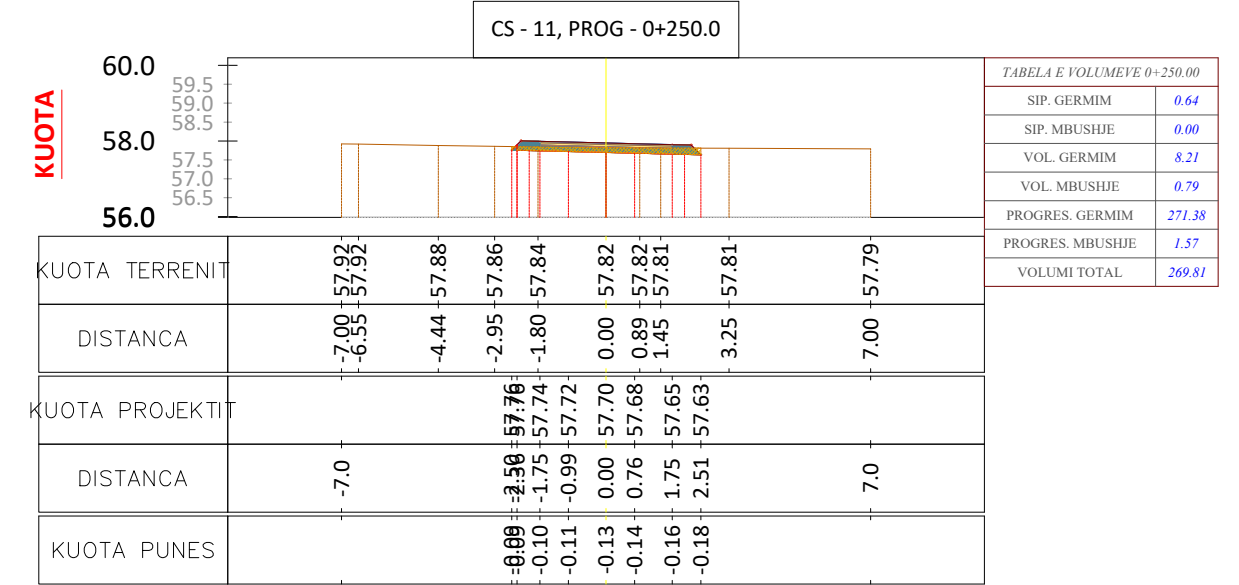 CS - 11, PROG - 0+250.0
KUOTA
60.0
59.5
59.0
58.5
58.0
57.5
57.0
56.5
56.0
TABELA E VOLUMEVE 0+250.00
SIP. GERMIM 0.64
SIP. MBUSHJE 0.00
VOL. GERMIM 8.21
VOL. MBUSHJE 0.79
PROGRES. GERMIM 271.38
PROGRES. MBUSHJE 1.57
VOLUMI TOTAL 269.81
KUOTA TERRENIT 57.92 57.92 57.88 57.86 57.84 57.82 57.82 57.81 57.81 57.79
DISTANCA -7.00 -6.55 -4.44 -2.95 -1.80 0.00 0.89 1.45 3.25 7.00
KUOTA PROJEKTIT 57.76 57.74 57.72 57.70 57.68 57.65 57.63
DISTANCA -7.0 -2.50 -1.75 -0.99 0.00 0.76 1.75 2.51 7.0
KUOTA PUNES -0.09 -0.10 -0.11 -0.13 -0.14 -0.16 -0.18